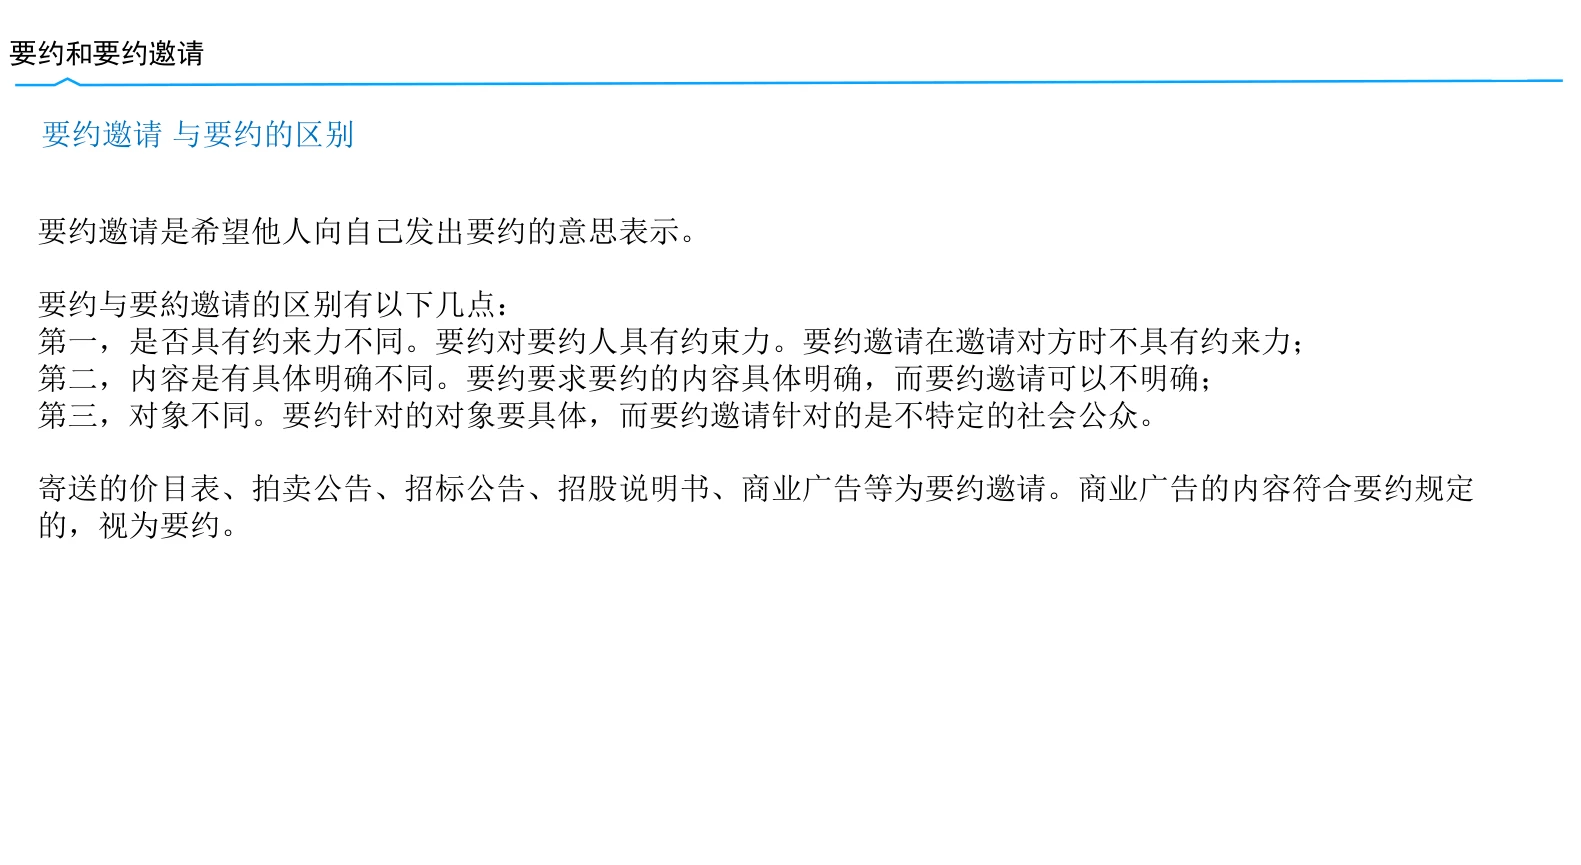 要约和要约邀请
要约邀请 与要约的区别
要约邀请是希望他人向自己发出要约的意思表示。
要约与要約邀请的区别有以下几点：
第一，是否具有约来力不同。要约对要约人具有约束力。要约邀请在邀请对方时不具有约来力；
第二，内容是有具体明确不同。要约要求要约的内容具体明确，而要约邀请可以不明确；
第三，对象不同。要约针对的对象要具体，而要约邀请针对的是不特定的社会公众。
寄送的价目表、拍卖公告、招标公告、招股说明书、商业广告等为要约邀请。商业广告的内容符合要约规定
的，视为要约。